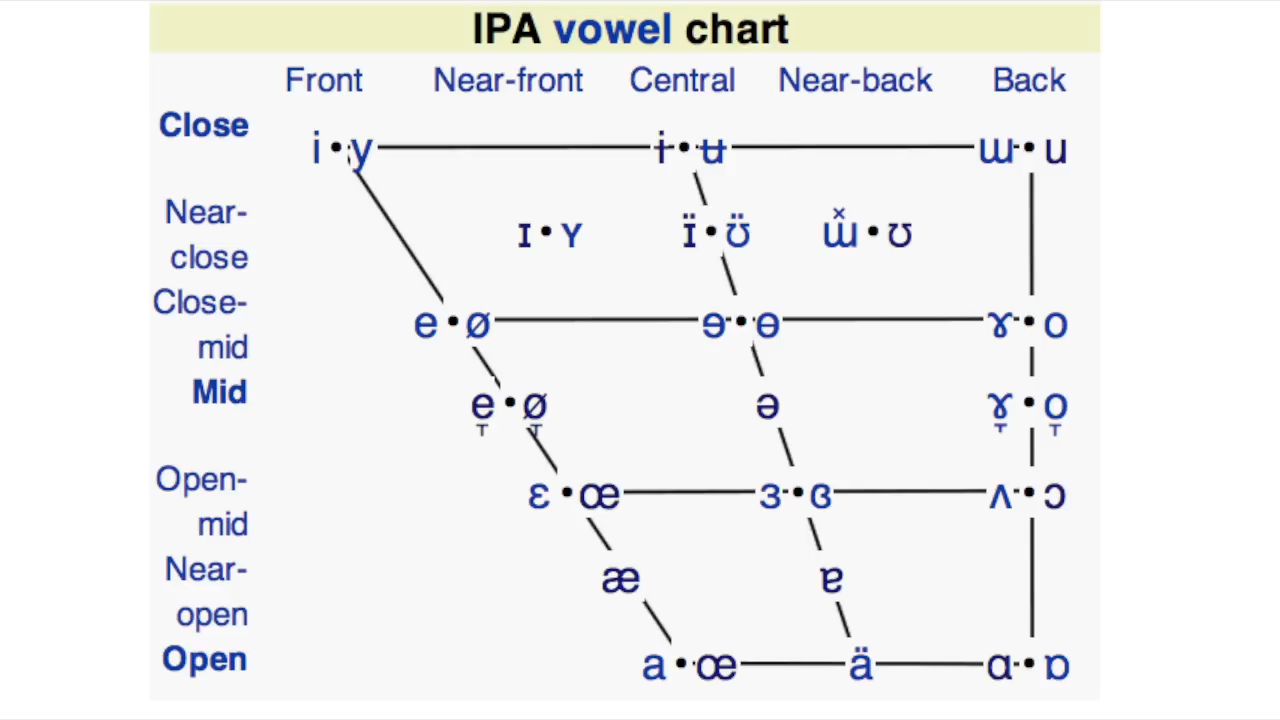 IPA vowel chart
Front Near-front Central Near-back Back
Close
i • y ɨ • ʉ ɯ • u
Near-
ɪ • ʏ ɪ̈ • ʊ̈ ɯ̽̈ • ʊ
close
Close-
e • ø ɘ • ɵ ɤ • o
mid
Mid
e̞ • ø̞ ə ɤ̞ • o̞
Open-
ɛ • œ ɜ • ɞ ʌ • ɔ
mid
Near-
æ ɐ
open
Open
a • œ ä ɑ • ɒ